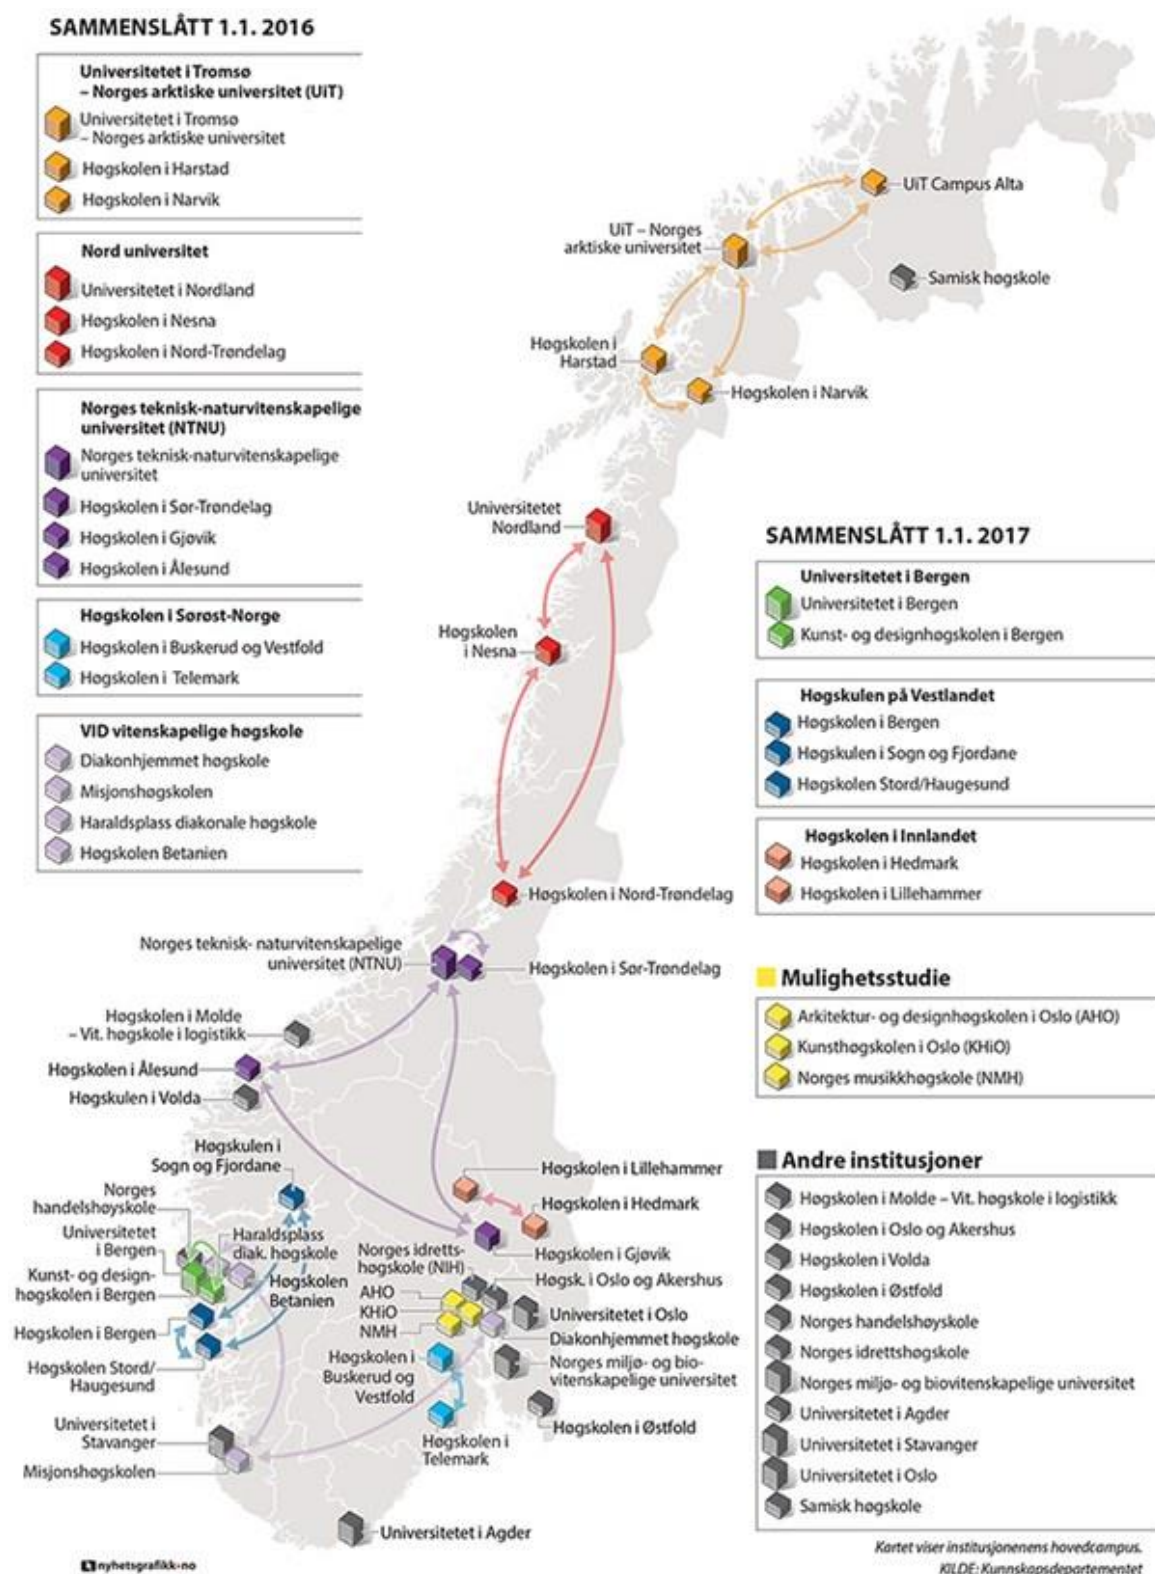 SAMMENSLÅTT 1.1. 2016
Universitetet i Tromsø
– Norges arktiske universitet (UiT)
Universitetet i Tromsø
– Norges arktiske universitet
Høgskolen i Harstad
Høgskolen i Narvik
Nord universitet
Universitetet i Nordland
Høgskolen i Nesna
Høgskolen i Nord-Trøndelag
Norges teknisk-naturvitenskapelige
universitet (NTNU)
Norges teknisk-naturvitenskapelige
universitet
Høgskolen i Sør-Trøndelag
Høgskolen i Gjøvik
Høgskolen i Ålesund
Høgskolen i Sørøst-Norge
Høgskolen i Buskerud og Vestfold
Høgskolen i Telemark
VID vitenskapelige høgskole
Diakonhjemmet høgskole
Misjonshøgskolen
Haraldsplass diakonale høgskole
Høgskolen Betanien
UiT Campus Alta
UiT – Norges
arktiske universitet
Samisk høgskole
Høgskolen i
Harstad
Høgskolen i Narvik
Universitetet
Nordland
Høgskolen
i Nesna
Høgskolen i Nord-Trøndelag
Norges teknisk- naturvitenskapelige
universitet (NTNU)
Høgskolen i Sør-Trøndelag
Høgskolen i Molde
– Vit. høgskole i logistikk
Høgskolen i Ålesund
Høgskulen i Volda
Høgskulen i
Sogn og Fjordane
Høgskolen i Lillehammer
Høgskolen i Hedmark
Høgskolen i Gjøvik
Norges
handelshøyskole
Universitetet
i Bergen
Haraldsplass
diak. høgskole
Kunst- og design-
høgskolen i Bergen
Høgskolen
Betanien
Høgskolen i Bergen
Høgskolen Stord/
Haugesund
Norges idretts-
høgskole (NIH)
Høgsk. i Oslo og Akershus
AHO
KHiO
NMH
Universitetet i Oslo
Diakonhjemmet høgskole
Høgskolen i
Buskerud og
Vestfold
Norges miljø- og bio-
vitenskapelige universitet
Høgskolen i Østfold
Høgskolen i
Telemark
Universitetet i
Stavanger
Misjonshøgskolen
Universitetet i Agder
SAMMENSLÅTT 1.1. 2017
Universitetet i Bergen
Universitetet i Bergen
Kunst- og designhøgskolen i Bergen
Høgskulen på Vestlandet
Høgskolen i Bergen
Høgskulen i Sogn og Fjordane
Høgskolen Stord/Haugesund
Høgskolen i Innlandet
Høgskolen i Hedmark
Høgskolen i Lillehammer
Mulighetsstudie
Arkitektur- og designhøgskolen i Oslo (AHO)
Kunsthøgskolen i Oslo (KHiO)
Norges musikkhøgskole (NMH)
Andre institusjoner
Høgskolen i Molde – Vit. høgskole i logistikk
Høgskolen i Oslo og Akershus
Høgskolen i Volda
Høgskolen i Østfold
Norges handelshøyskole
Norges idrettshøgskole
Norges miljø- og biovitenskapelige universitet
Universitetet i Agder
Universitetet i Stavanger
Universitetet i Oslo
Samisk høgskole
Kartet viser institusjonenens hovedcampus.
KILDE: Kunnskapsdepartementet
nyhetsgrafikk.no